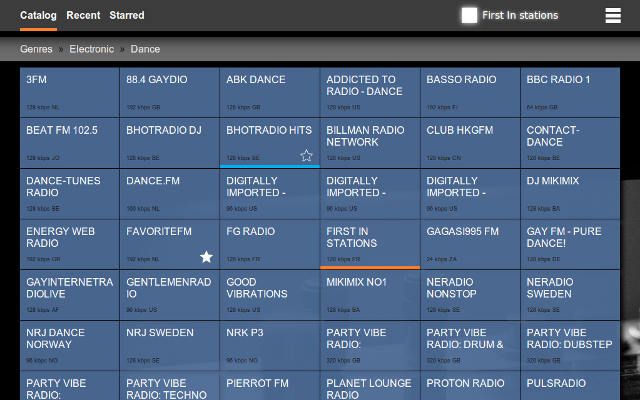 Catalog Recent Starred First In stations
Genres » Electronic » Dance
3FM
128 kbps NL
88.4 GAYDIO
192 kbps GB
ABK DANCE
128 kbps GB
ADDICTED TO
RADIO - DANCE
128 kbps US
BASSO RADIO
192 kbps FI
BBC RADIO 1
64 kbps GB
BEAT FM 102.5
128 kbps JO
BHOTRADIO DJ
128 kbps BE
BHOTRADIO HITS
128 kbps BE
BILLMAN RADIO
NETWORK
128 kbps US
CLUB HKGFM
128 kbps CN
CONTACT-
DANCE
128 kbps BE
DANCE-TUNES
RADIO
128 kbps BE
DANCE.FM
160 kbps NL
DIGITALLY
IMPORTED -
96 kbps US
DIGITALLY
IMPORTED -
96 kbps US
DIGITALLY
IMPORTED -
96 kbps US
DJ MIKIMIX
128 kbps BA
ENERGY WEB
RADIO
192 kbps GB
FAVORITEFM
192 kbps NL
FG RADIO
128 kbps FR
FIRST IN
STATIONS
128 kbps FR
GAGASI995 FM
24 kbps ZA
GAY FM - PURE
DANCE!
128 kbps DE
GAYINTERNETRA
DIOLIVE
128 kbps AF
GENTLEMENRAD
IO
96 kbps US
GOOD
VIBRATIONS
128 kbps US
MIKIMIX NO1
128 kbps BA
NERADIO
NONSTOP
128 kbps SE
NERADIO
SWEDEN
128 kbps SE
NRJ DANCE
NORWAY
96 kbps NO
NRJ SWEDEN
128 kbps SE
NRK P3
96 kbps NO
PARTY VIBE
RADIO:
320 kbps GB
PARTY VIBE
RADIO: DRUM &
320 kbps GB
PARTY VIBE
RADIO: DUBSTEP
320 kbps GB
PARTY VIBE
RADIO:
PARTY VIBE
RADIO: TECHNO
PIERROT FM
PLANET LOUNGE
RADIO
PROTON RADIO
PULSRADIO